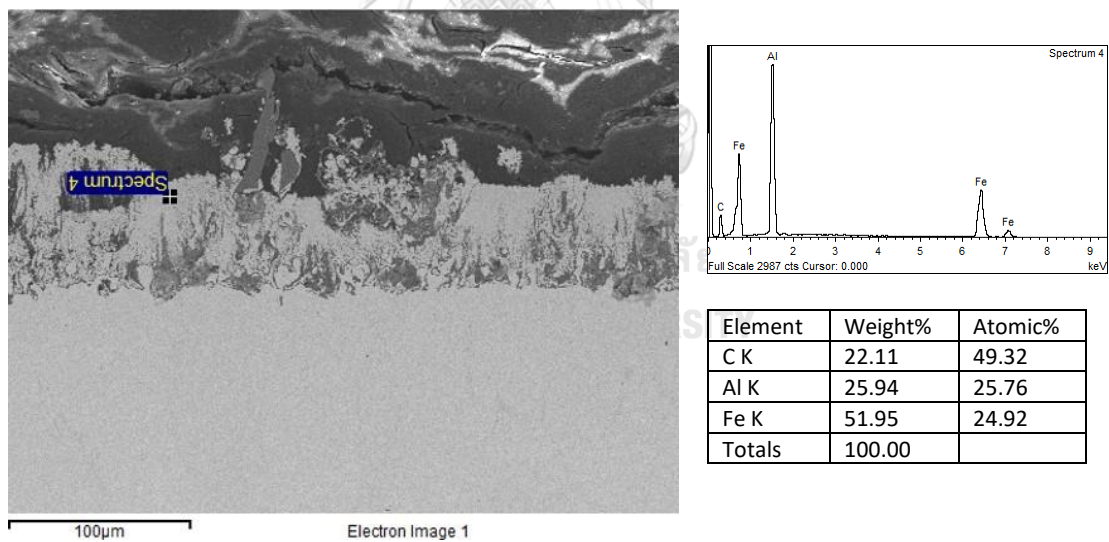 Spectrum 4
100µm
Electron Image 1
Spectrum 4
Al
Fe
Fe
C
Fe
0 1 2 3 4 5 6 7 8 9
Full Scale 2987 cts Cursor: 0.000 keV
Element Weight% Atomic%
C K 22.11 49.32
Al K 25.94 25.76
Fe K 51.95 24.92
Totals 100.00